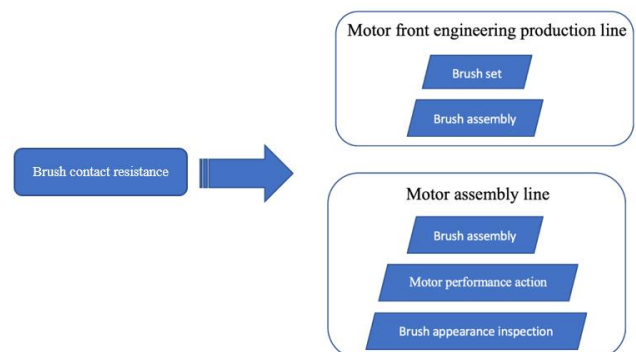 Motor front engineering production line
Brush set
Brush assembly
Brush contact resistance
Motor assembly line
Brush assembly
Motor performance action
Brush appearance inspection